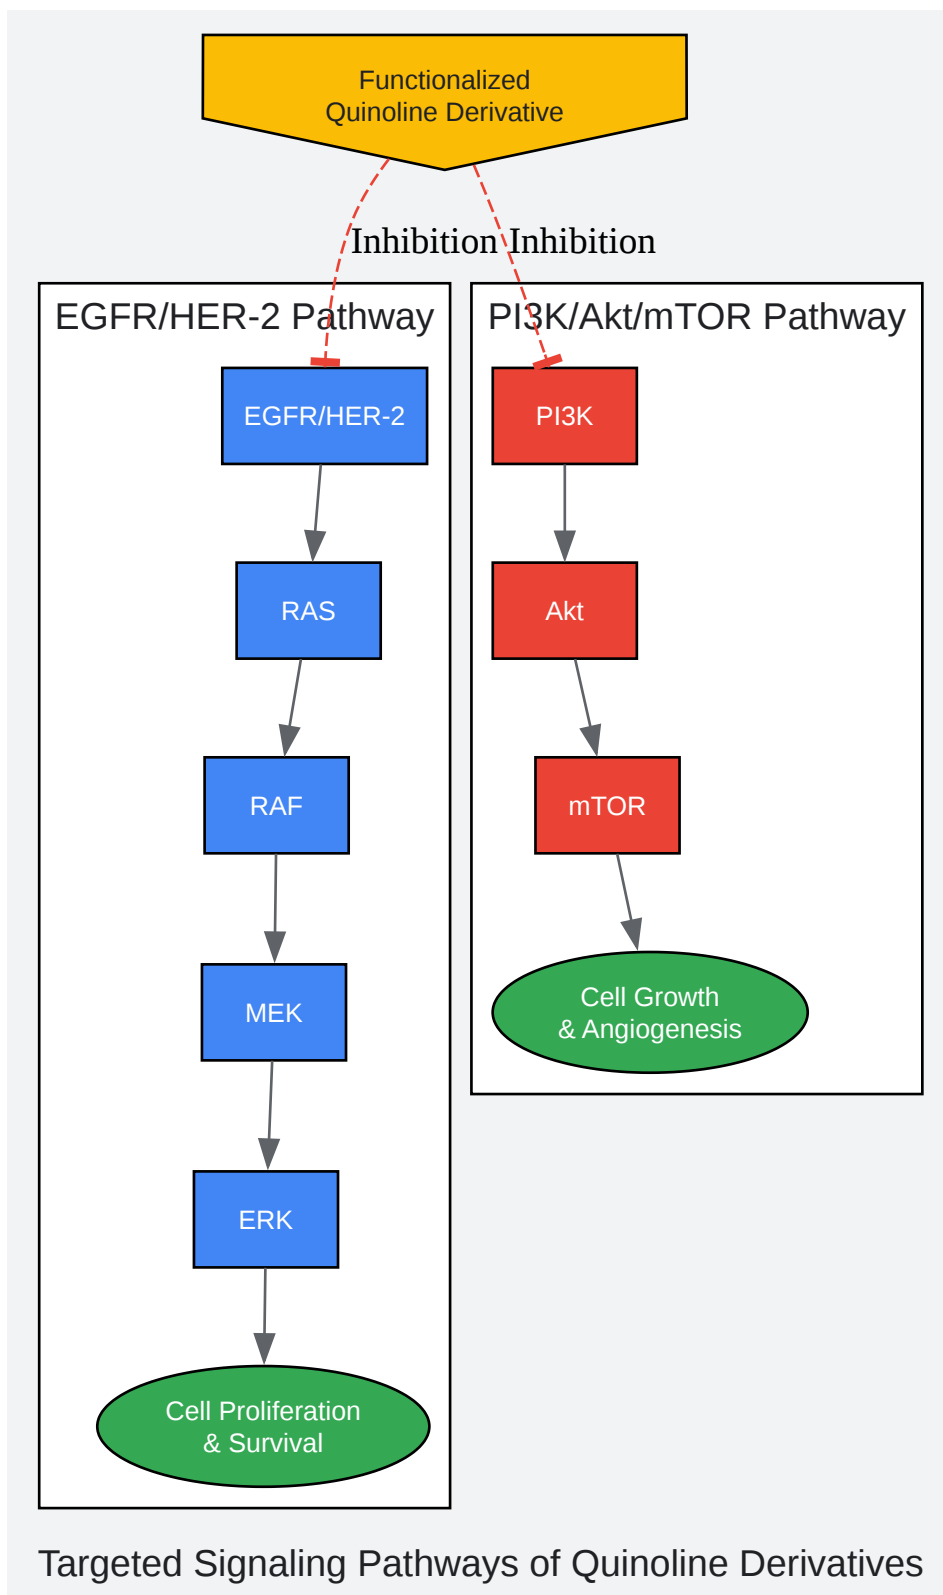 Functionalized
Quinoline Derivative
Inhibition Inhibition
EGFR/HER-2 Pathway
EGFR/HER-2
RAS
RAF
MEK
ERK
Cell Proliferation
& Survival
PI3K/Akt/mTOR Pathway
PI3K
Akt
mTOR
Cell Growth
& Angiogenesis
Targeted Signaling Pathways of Quinoline Derivatives